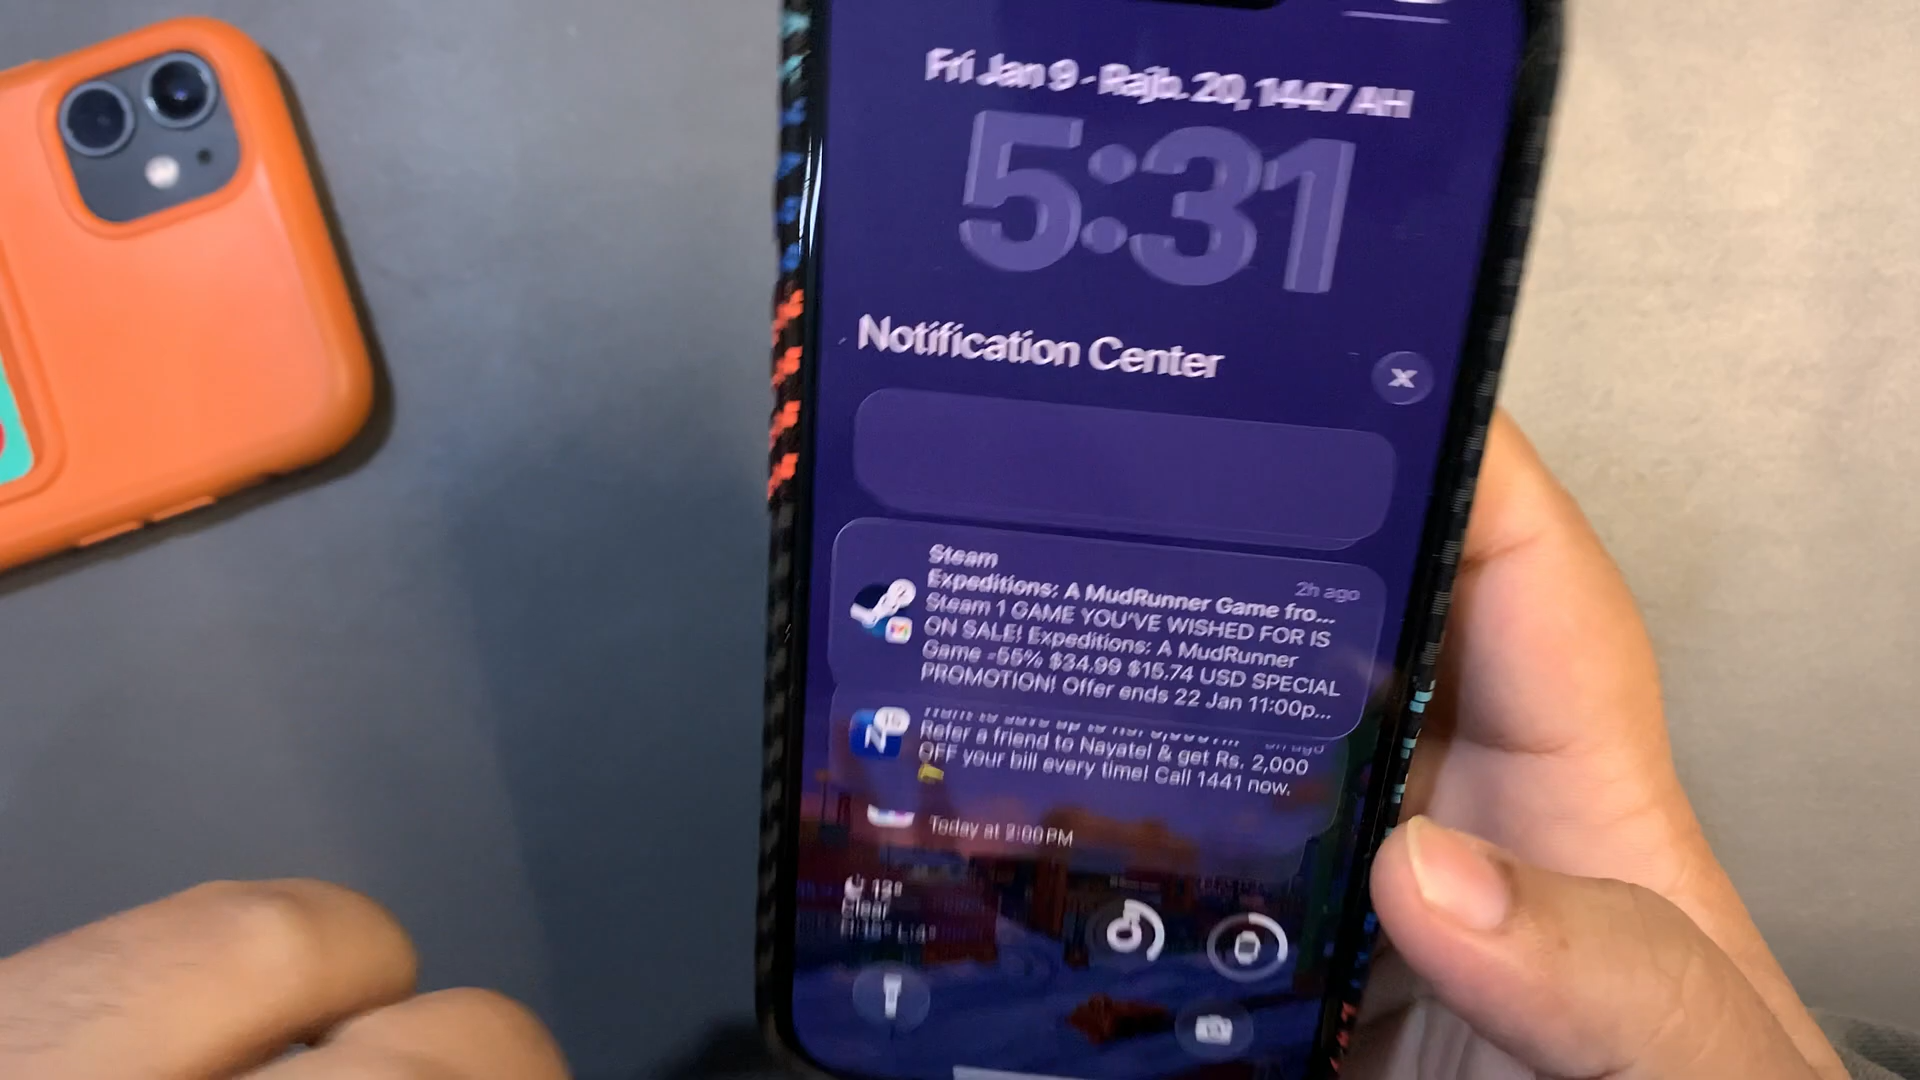 Fri Jan 9 - Rajb. 20, 1447 AH
5:31
Notification Center
Steam
2h ago
Expeditions: A MudRunner Game fro...
Steam 1 GAME YOU'VE WISHED FOR IS
ON SALE! Expeditions: A MudRunner
Game -55% $34.99 $15.74 USD SPECIAL
PROMOTION! Offer ends 22 Jan 11:00p...
Refer a friend to Nayatel & get Rs. 2,000
OFF your bill every time! Call 1441 now.
Today at 2:00 PM
12°
Clear